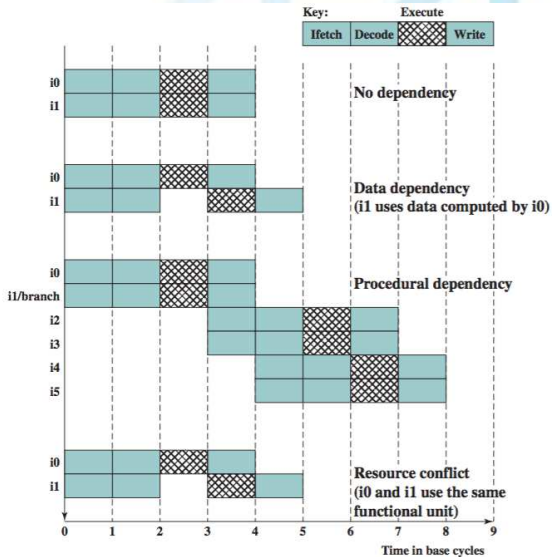 Key: Execute
Ifetch Decode Write
i0
i1
No dependency
i0
i1
Data dependency
(i1 uses data computed by i0)
i0
i1/branch
Procedural dependency
i2
i3
i4
i5
i0
i1
Resource conflict
(i0 and i1 use the same
functional unit)
0 1 2 3 4 5 6 7 8 9
Time in base cycles